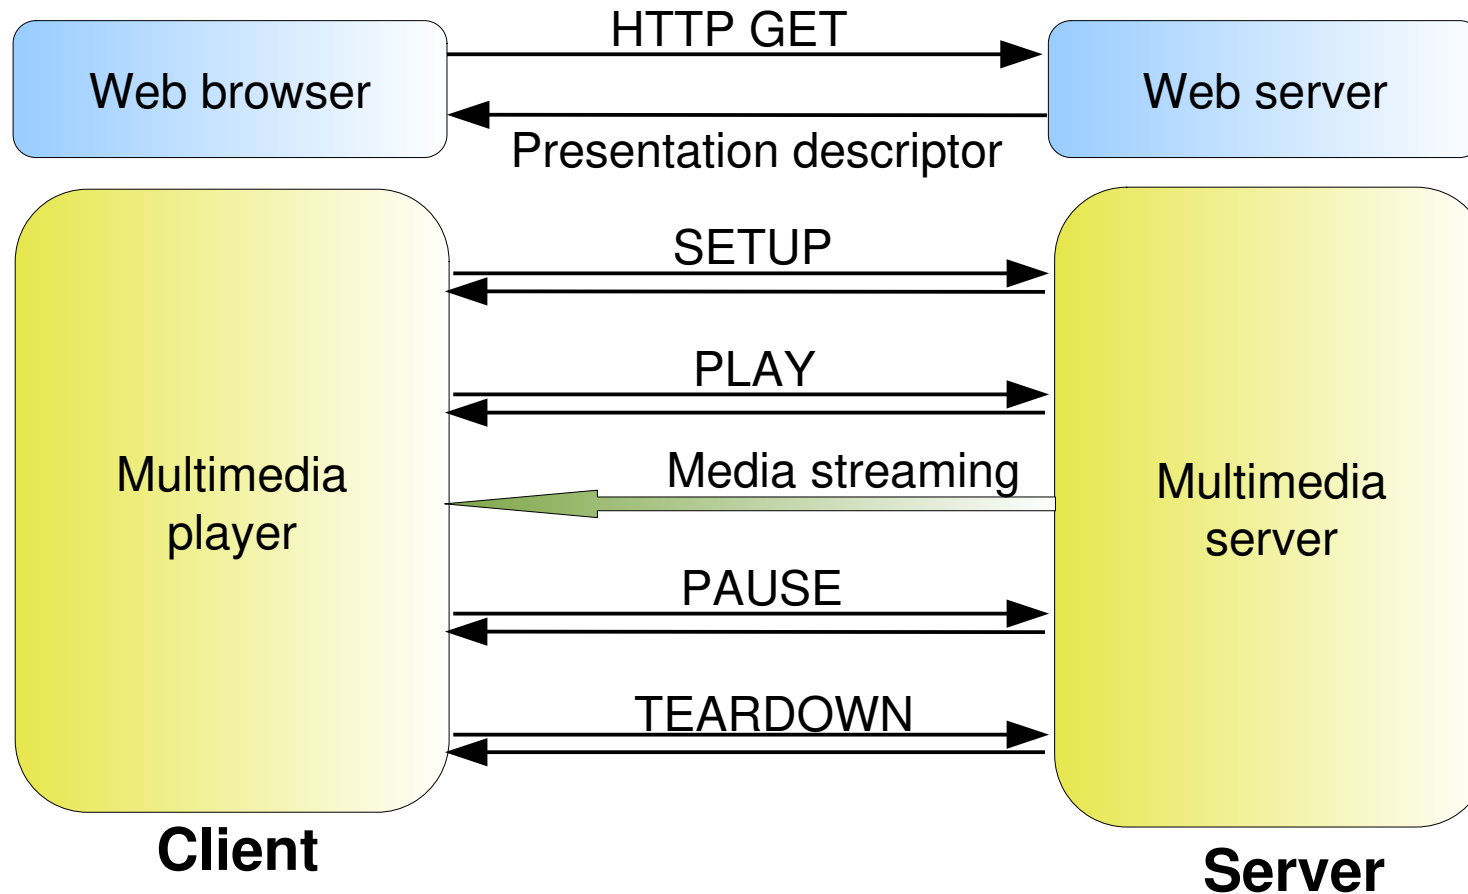 HTTP GET
Web browser
Web server
Presentation descriptor
SETUP
PLAY
Media streaming
Multimedia
player
Multimedia
server
PAUSE
TEARDOWN
Client
Server